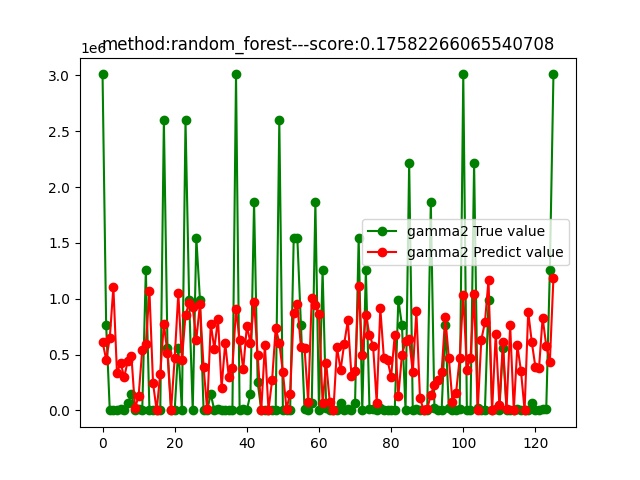 method:random_forest---score:0.17582266065540708
1e6
3.0
2.5
2.0
1.5
1.0
0.5
0.0
gamma2 True value
gamma2 Predict value
0 20 40 60 80 100 120